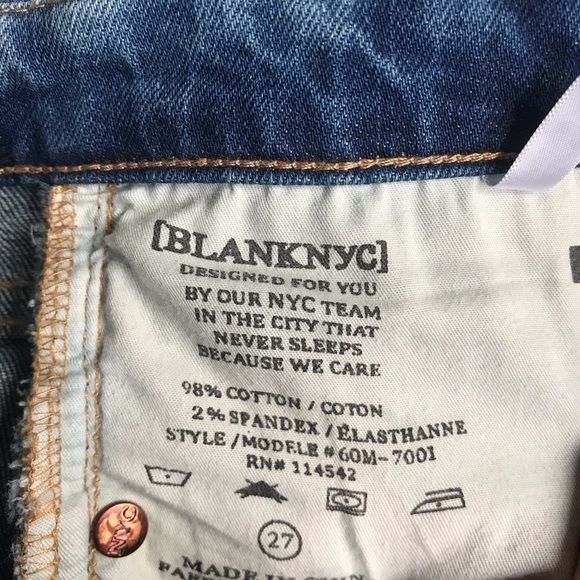 [BLANKNYC]
DESIGNED FOR YOU
BY OUR NYC TEAM
IN THE CITY THAT
NEVER SLEEPS
BECAUSE WE CARE
98% COTTON / COTON
2% SPANDEX / ÉLASTHANNE
STYLE / MODELE # 60M-7001
RN# 114542
27
MADE IN